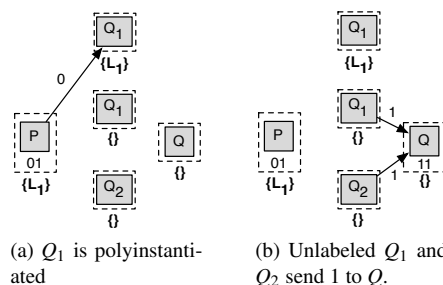 Q1
{L1}
0
Q1
{}
P
01
{L1}
Q
{}
Q2
{}
(a) Q1 is polyinstanti-
ated
Q1
{L1}
Q1
{}
1
P
01
{L1}
Q
11
{}
Q2
1
{}
(b) Unlabeled Q1 and
Q2 send 1 to Q.